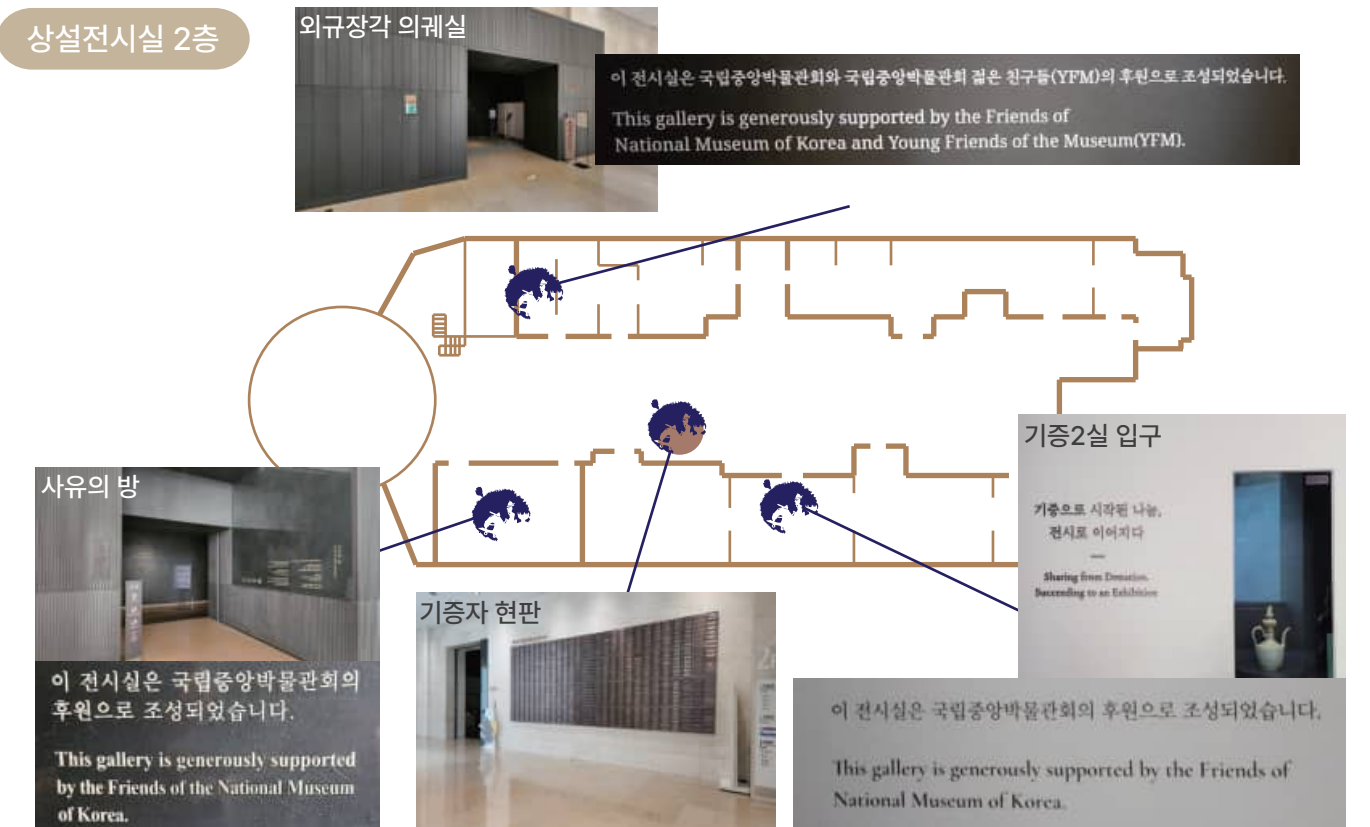 상설전시실 2층
외규장각 의궤실
이 전시실은 국립중앙박물관회와 국립중앙박물관회 젊은 친구들(YFM)의 후원으로 조성되었습니다.
This gallery is generously supported by the Friends of
National Museum of Korea and Young Friends of the Museum(YFM).
사유의 방
이 전시실은 국립중앙박물관회의
후원으로 조성되었습니다.
This gallery is generously supported
by the Friends of the National Museum
of Korea.
기증자 현판
기증2실 입구
기증으로 시작된 나눔,
전시로 이어지다
Sharing from Donation,
Succeeding to an Exhibition
이 전시실은 국립중앙박물관회의 후원으로 조성되었습니다.
This gallery is generously supported by the Friends of
National Museum of Korea.